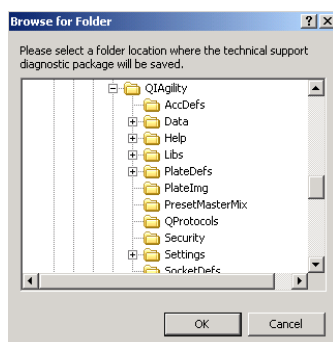 Browse for Folder
Please select a folder location where the technical support
diagnostic package will be saved.
QIAgility
AccDefs
Data
Help
Libs
PlateDefs
PlateImg
PresetMasterMix
QProtocols
Security
Settings
SocketDefs
OK Cancel